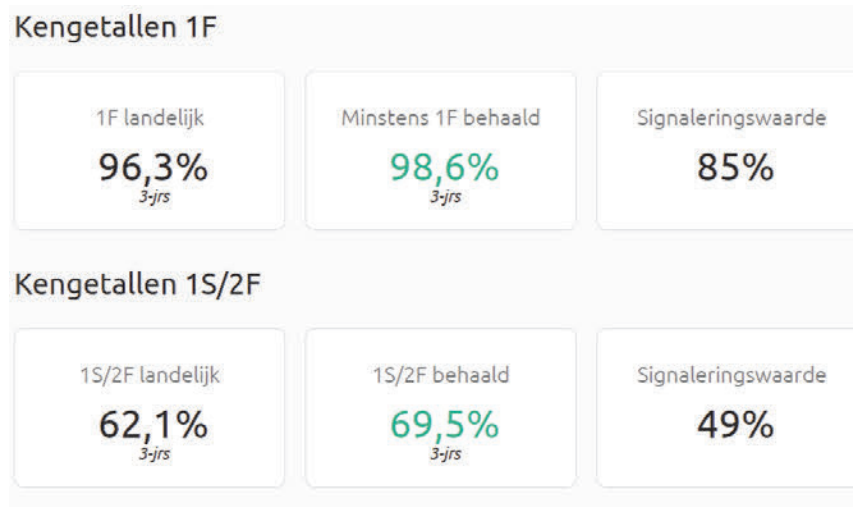 Kengetallen 1F
1F landelijk
96,3%
3-jrs
Minstens 1F behaald
98,6%
3-jrs
Signaleringswaarde
85%
Kengetallen 1S/2F
1S/2F landelijk
62,1%
3-jrs
1S/2F behaald
69,5%
3-jrs
Signaleringswaarde
49%